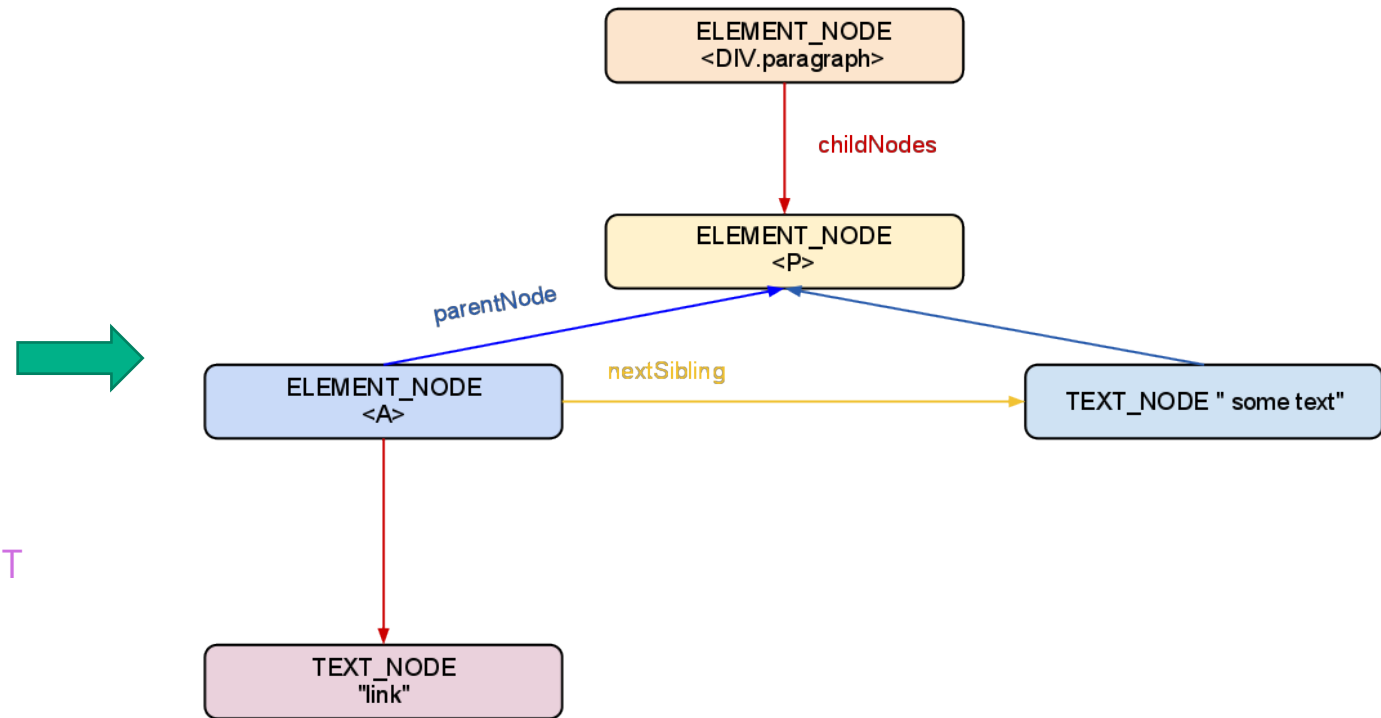 ELEMENT_NODE
<DIV.paragraph>
childNodes
ELEMENT_NODE
<P>
parentNode
nextSibling
ELEMENT_NODE
<A>
TEXT_NODE " some text"
T
TEXT_NODE
"link"